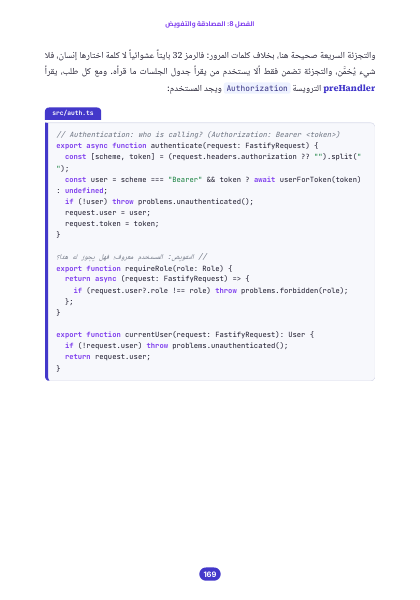 الفصل 8: المصادقة والتفويض
والتجزئة السريعة صحيحة هنا، بخلاف كلمات المرور: فالرمز 32 بايتاً عشوائياً لا كلمة اختارها إنسان، فلا
شيء يُخمَّن، والتجزئة تضمن فقط ألا يستخدم من يقرأ جدول الجلسات ما قرأه. ومع كل طلب، يقرأ
preHandler الترويسة Authorization ويجد المستخدم:
src/auth.ts
// Authentication: who is calling? (Authorization: Bearer <token>)
export async function authenticate(request: FastifyRequest) {
  const [scheme, token] = (request.headers.authorization ?? "").split("
");
  const user = scheme === "Bearer" && token ? await userForToken(token)
: undefined;
  if (!user) throw problems.unauthenticated();
  request.user = user;
  request.token = token;
}
// التفويض: المستخدم معروف، فهل يجوز له هذا؟
export function requireRole(role: Role) {
  return async (request: FastifyRequest) => {
    if (request.user?.role !== role) throw problems.forbidden(role);
  };
}
export function currentUser(request: FastifyRequest): User {
  if (!request.user) throw problems.unauthenticated();
  return request.user;
}
169